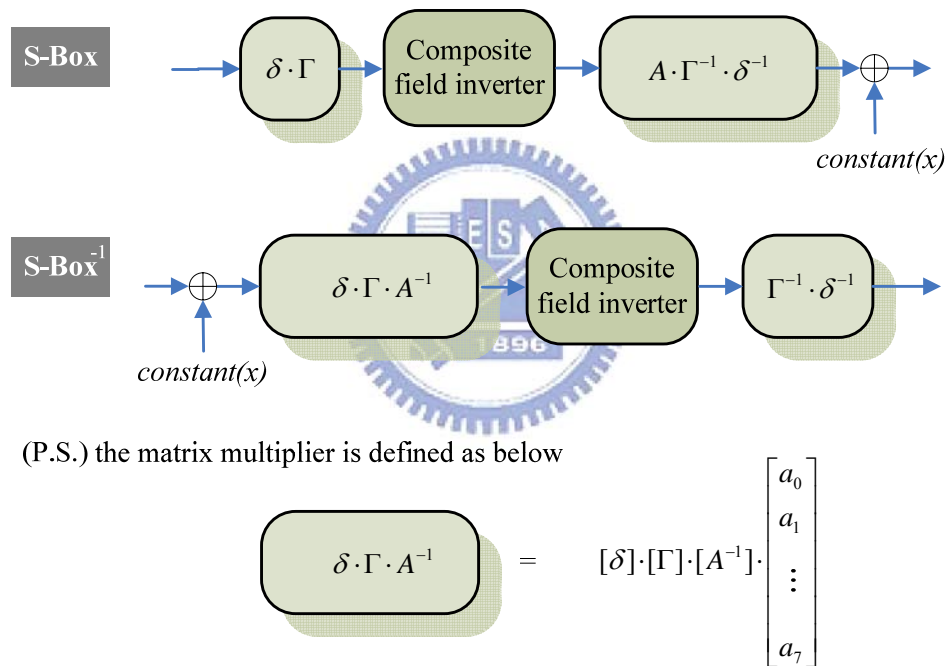 S-Box
δ · Γ
Composite
field inverter
A · Γ⁻¹ · δ⁻¹
constant(x)
E S
S-Box⁻¹
δ · Γ · A⁻¹
Composite
field inverter
Γ⁻¹ · δ⁻¹
1896
constant(x)
(P.S.) the matrix multiplier is defined as below
δ · Γ · A⁻¹ = [δ]·[Γ]·[A⁻¹]· [a₀
a₁
⋮
a₇]